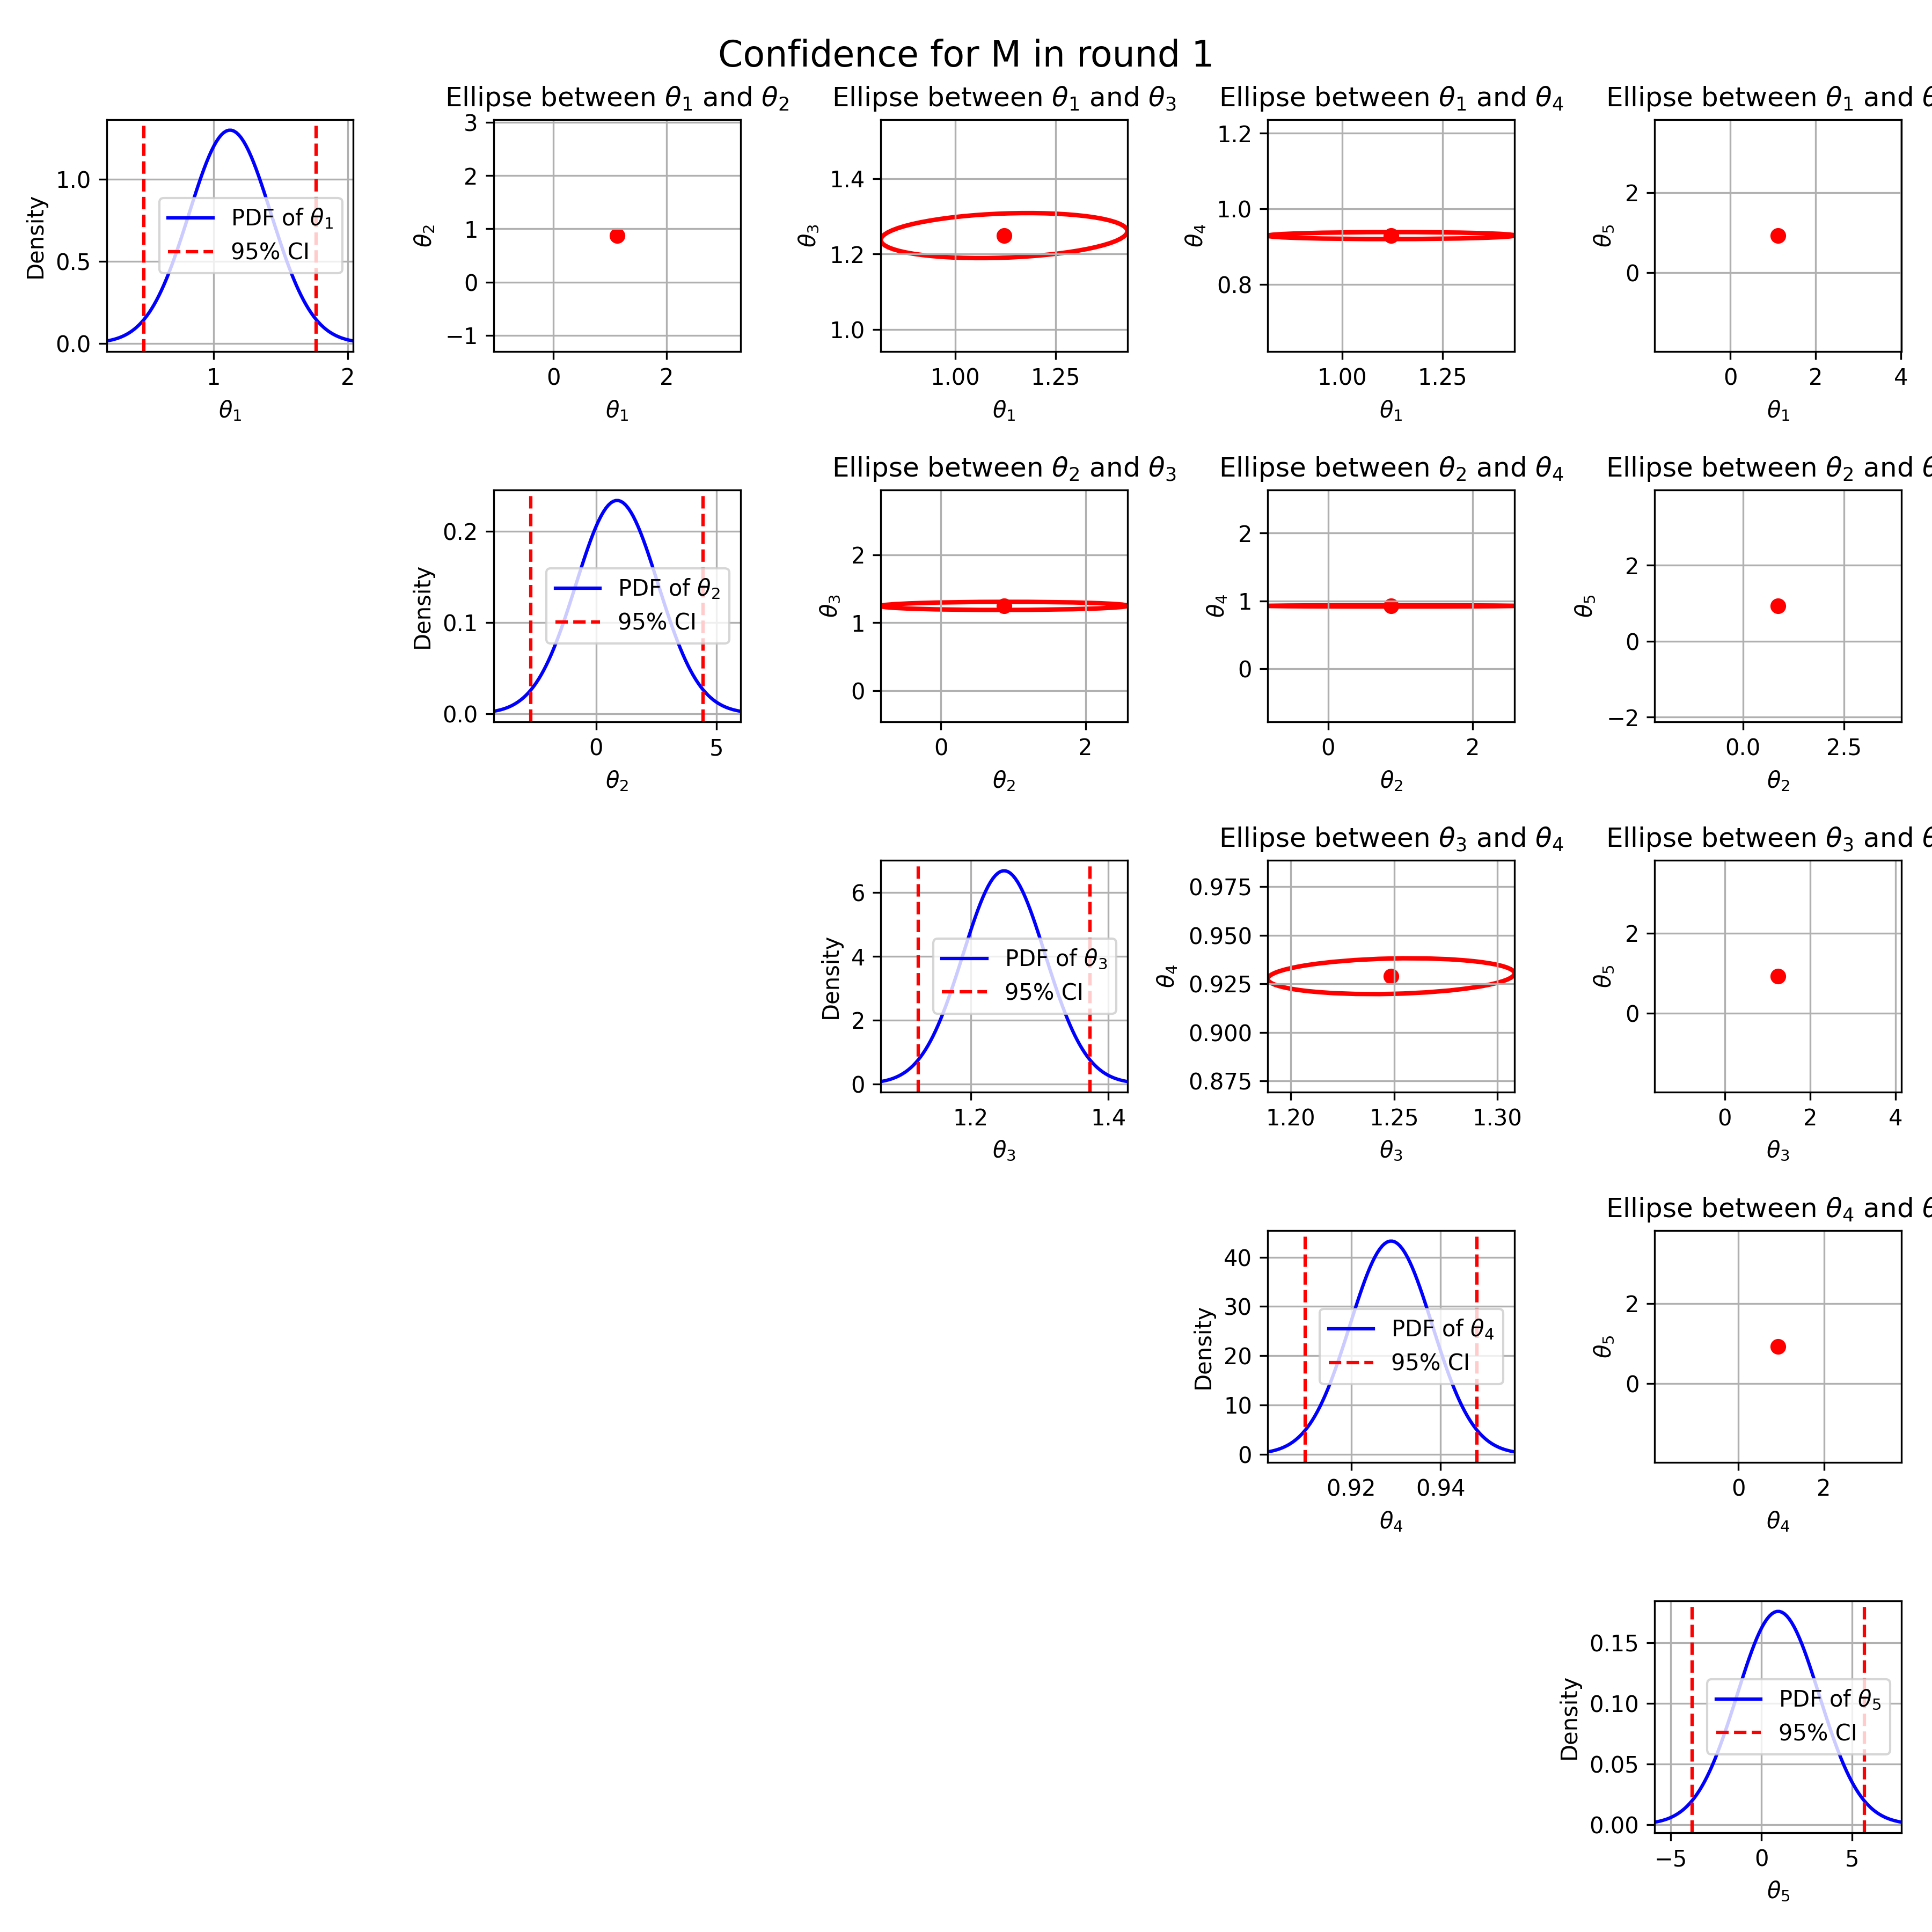 Confidence for M in round 1
Ellipse between θ₁ and θ₂
Ellipse between θ₁ and θ₃
Ellipse between θ₁ and θ₄
Ellipse between θ₁ and
Density
1.0
0.5
0.0
1
2
θ₁
PDF of θ₁
95% CI
θ₂
3
2
1
0
−1
0
2
θ₁
θ₃
1.4
1.2
1.0
1.00
1.25
θ₁
θ₄
1.2
1.0
0.8
1.00
1.25
θ₁
θ₅
2
0
0
2
4
θ₁
Ellipse between θ₂ and θ₃
Ellipse between θ₂ and θ₄
Ellipse between θ₂ and
Density
0.2
0.1
0.0
0
5
θ₂
PDF of θ₂
95% CI
θ₃
2
1
0
0
2
θ₂
θ₄
2
1
0
0
2
θ₂
θ₅
2
0
−2
0.0
2.5
θ₂
Ellipse between θ₃ and θ₄
Ellipse between θ₃ and
Density
6
4
2
0
1.2
1.4
θ₃
PDF of θ₃
95% CI
θ₄
0.975
0.950
0.925
0.900
0.875
1.20
1.25
1.30
θ₃
θ₅
2
0
0
2
4
θ₃
Ellipse between θ₄ and
Density
40
30
20
10
0
0.92
0.94
θ₄
PDF of θ₄
95% CI
θ₅
2
0
0
2
θ₄
Density
0.15
0.10
0.05
0.00
−5
0
5
θ₅
PDF of θ₅
95% CI